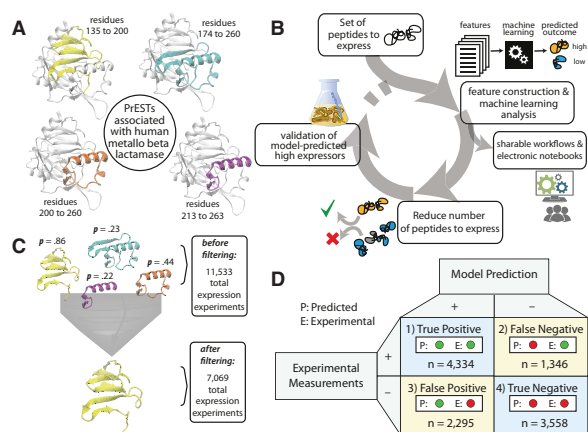 A
residues
135 to 200
residues
174 to 260
PrESTs
associated
with human
metallo beta
lactamase
residues
200 to 260
residues
213 to 263
B
Set of
peptides to
express
features
machine
learning
predicted
outcome
high
low
feature construction &
machine learning
analysis
sharable workflows &
electronic notebooks
Reduce number
of peptides to express
validation of
model-predicted
high expressors
C
p = .86
p = .23
p = .22
p = .44
before
filtering:
11,533
total
expression
experiments
after
filtering:
7,069
total
expression
experiments
D
Model Prediction
P: Predicted
E: Experimental
+
−
Experimental
Measurements
+
−
1) True Positive
P: E:
n = 4,334
2) False Negative
P: E:
n = 1,346
3) False Positive
P: E:
n = 2,295
4) True Negative
P: E:
n = 3,558